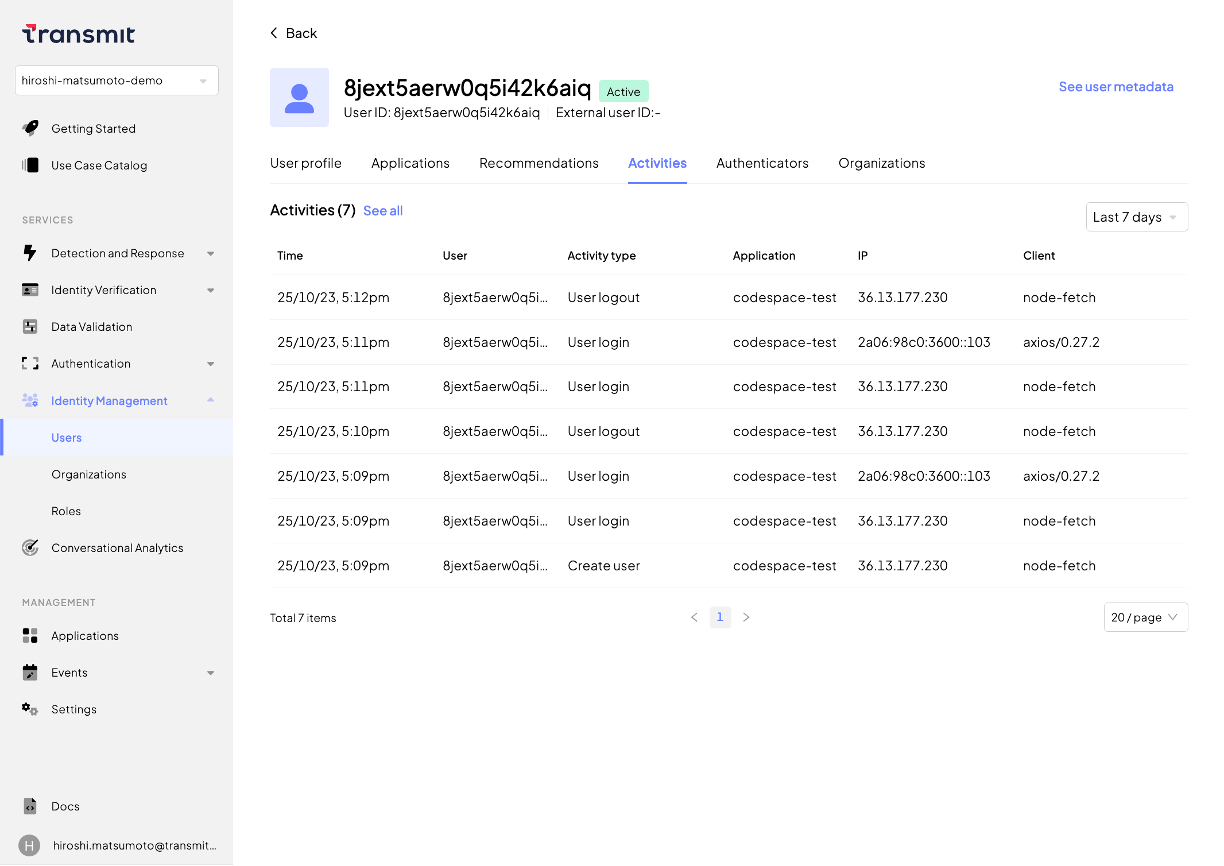 Transmit
hiroshi-matsumoto-demo
Getting Started
Use Case Catalog
SERVICES
Detection and Response
Identity Verification
Data Validation
Authentication
Identity Management
Users
Organizations
Roles
Conversational Analytics
MANAGEMENT
Applications
Events
Settings
Docs
H hiroshi.matsumoto@transmit...
Back
8jext5aerw0q5i42k6aiq Active
See user metadata
User ID: 8jext5aerw0q5i42k6aiq External user ID:-
User profile Applications Recommendations Activities Authenticators Organizations
Activities (7) See all
Last 7 days
Time User Activity type Application IP Client
25/10/23, 5:12pm 8jext5aerw0q5i... User logout codespace-test 36.13.177.230 node-fetch
25/10/23, 5:11pm 8jext5aerw0q5i... User login codespace-test 2a06:98c0:3600::103 axios/0.27.2
25/10/23, 5:11pm 8jext5aerw0q5i... User login codespace-test 36.13.177.230 node-fetch
25/10/23, 5:10pm 8jext5aerw0q5i... User logout codespace-test 36.13.177.230 node-fetch
25/10/23, 5:09pm 8jext5aerw0q5i... User login codespace-test 2a06:98c0:3600::103 axios/0.27.2
25/10/23, 5:09pm 8jext5aerw0q5i... User login codespace-test 36.13.177.230 node-fetch
25/10/23, 5:09pm 8jext5aerw0q5i... Create user codespace-test 36.13.177.230 node-fetch
Total 7 items < 1 > 20 / page